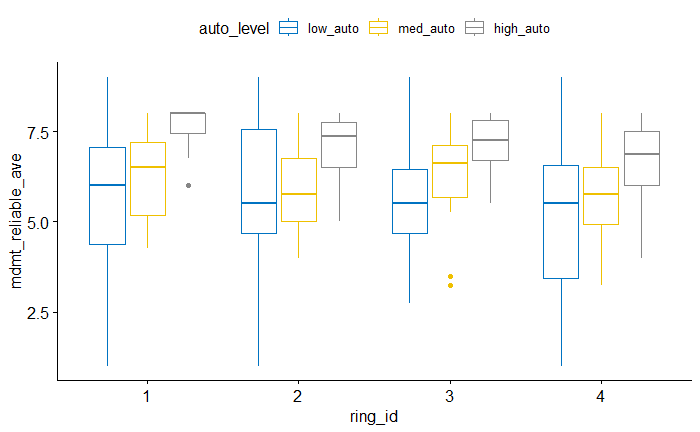 auto_level low_auto med_auto high_auto
mdmt_reliable_ave
7.5
5.0
2.5
1 2 3 4
ring_id